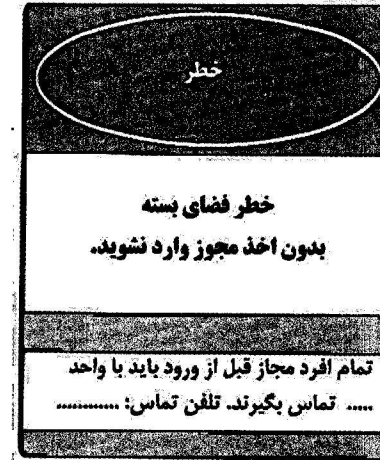 خطر
خطر فضای بسته
بدون اخذ مجوز وارد نشوید.
تمام افرد مجاز قبل از ورود باید با واحد
..... تماس بگیرند. تلفن تماس: ............